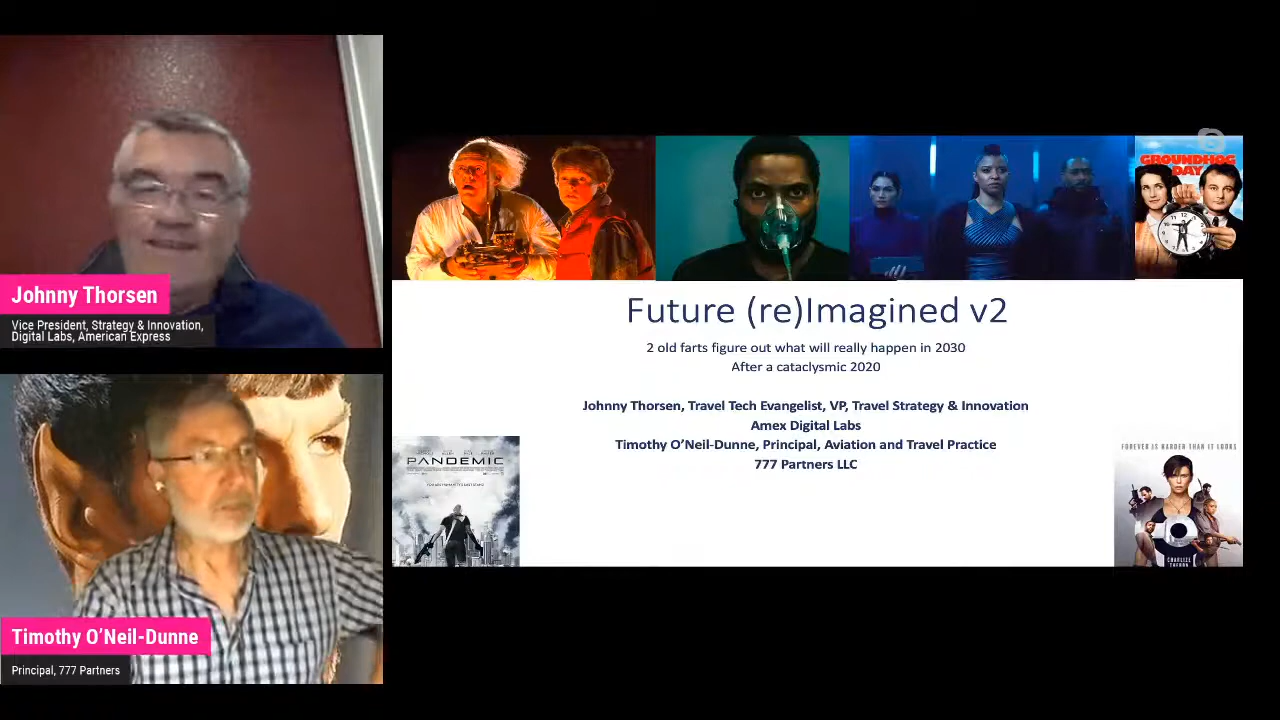 Johnny Thorsen
Vice President, Strategy & Innovation,
Digital Labs, American Express
Timothy O'Neil-Dunne
Principal, 777 Partners
GROUNDHOG
DAY
Future (re)Imagined v2
2 old farts figure out what will really happen in 2030
After a cataclysmic 2020
Johnny Thorsen, Travel Tech Evangelist, VP, Travel Strategy & Innovation
Amex Digital Labs
Timothy O'Neil-Dunne, Principal, Aviation and Travel Practice
777 Partners LLC
PANDEMIC
FOREVER IS HARDER THAN IT LOOKS
CHARLIZE
THERON